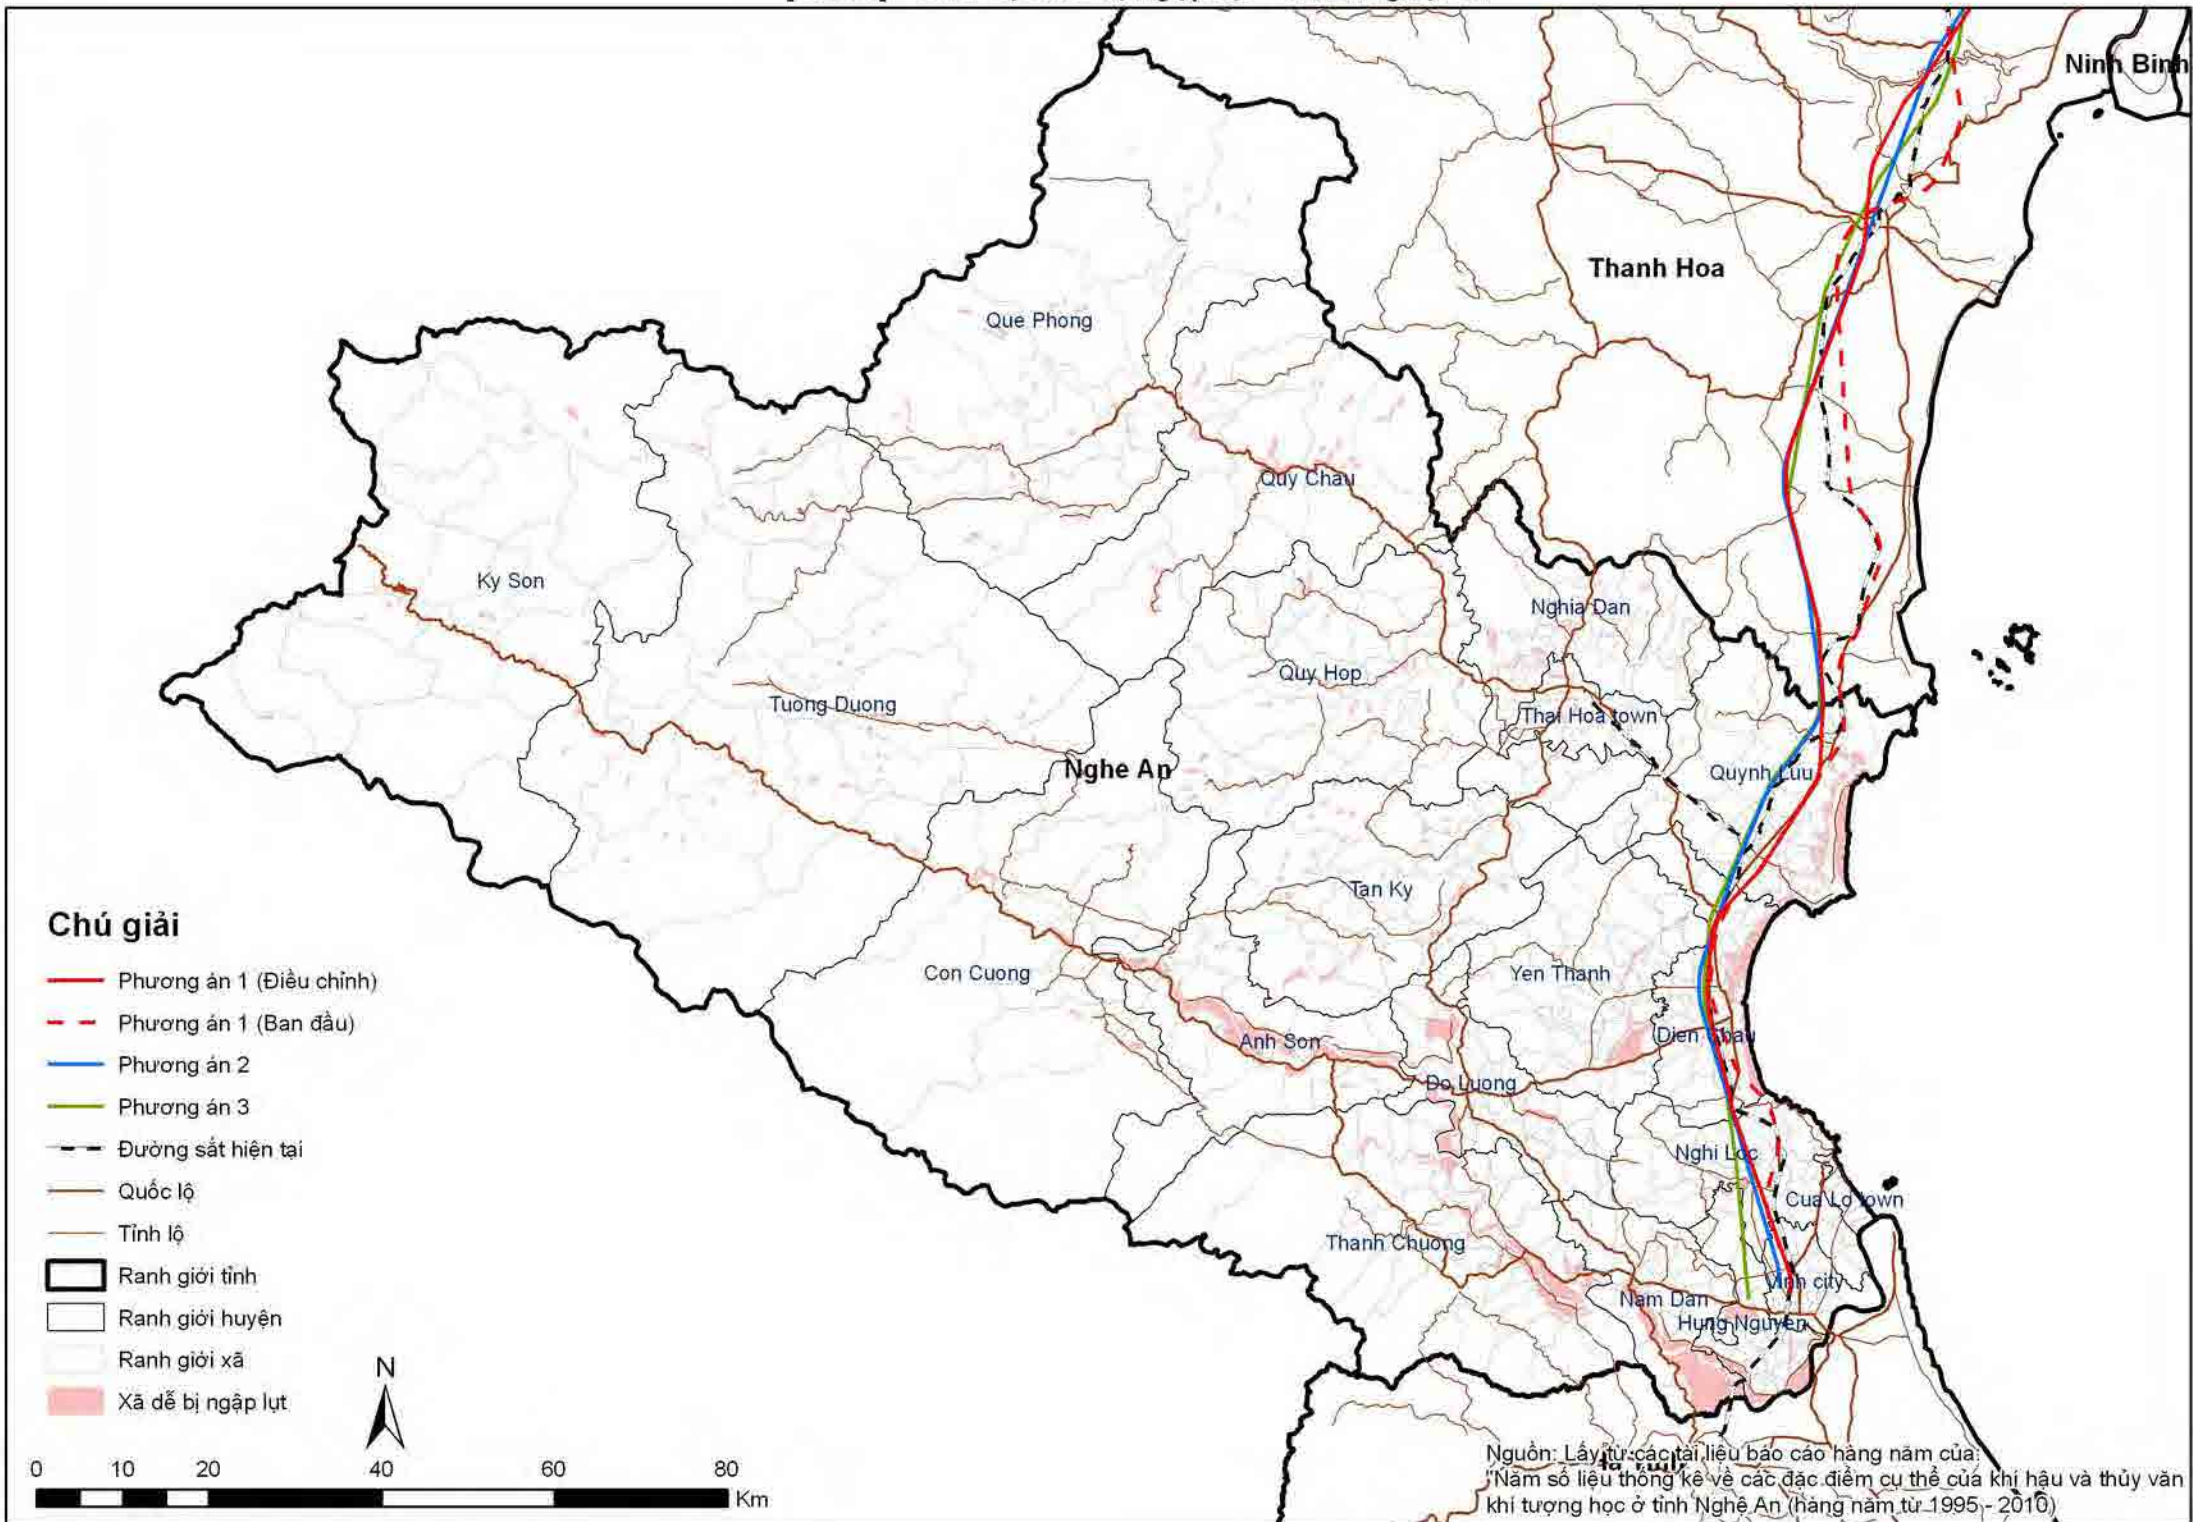 Ninh Binh
Thanh Hoa
Que Phong
Quy Chau
Ky Son
Nghia Dan
Quy Hop
Tuong Duong
Thai Hoa town
Nghe An
Quynh Luu
Tan Ky
Con Cuong
Yen Thanh
Anh Son
Dien Chau
Do Luong
Nghi Loc
Cua Lo town
Thanh Chuong
Vinh city
Nam Dan
Hung Nguyen
Chú giải
Phương án 1 (Điều chỉnh)
Phương án 1 (Ban đầu)
Phương án 2
Phương án 3
Đường sắt hiện tại
Quốc lộ
Tỉnh lộ
Ranh giới tỉnh
Ranh giới huyện
Ranh giới xã
Xã dễ bị ngập lụt
N
0 10 20 40 60 80
Km
Nguồn: Lấy từ các tài liệu báo cáo hàng năm của
"Năm số liệu thống kê về các đặc điểm cụ thể của khí hậu và thủy văn
khí tượng học ở tỉnh Nghệ An (hàng năm từ 1995 - 2010)